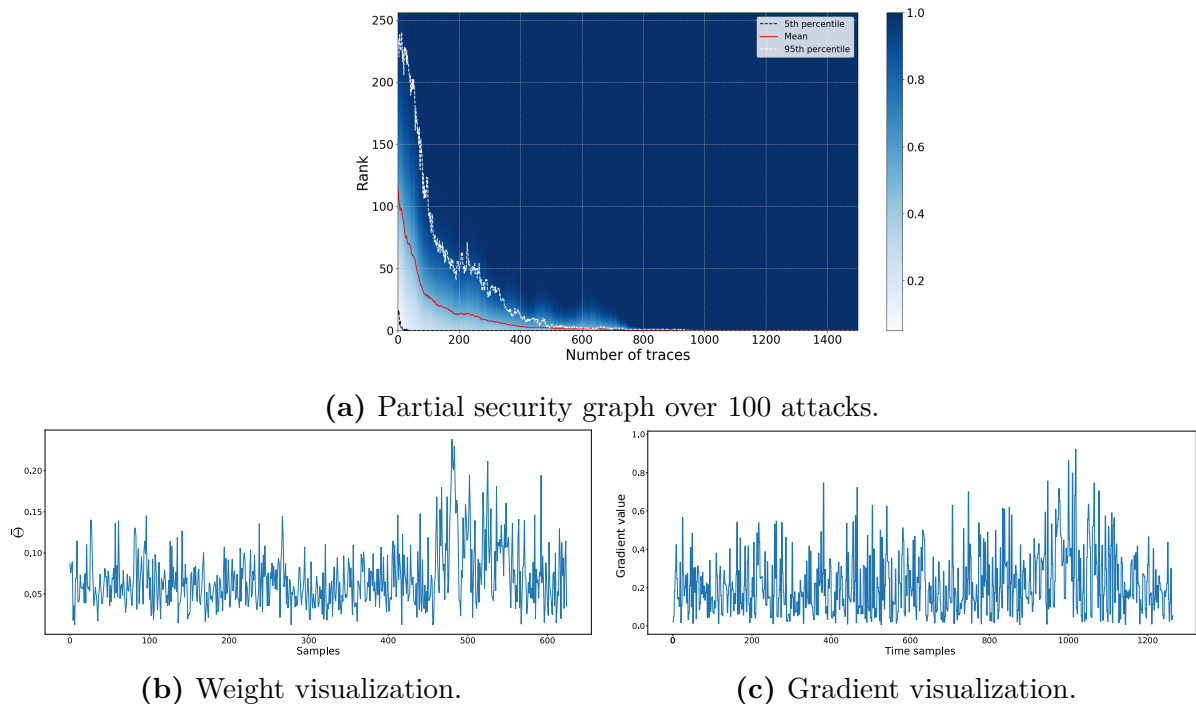 250
200
150
100
50
0
Rank
0 200 400 600 800 1000 1200 1400
Number of traces
5th percentile
Mean
95th percentile
1.0
0.8
0.6
0.4
0.2
(a) Partial security graph over 100 attacks.
0,20
0,15
0,10
0,05
Θ̄
0 100 200 300 400 500 600
Samples
(b) Weight visualization.
1.0
0.8
0.6
0.4
0.2
0.0
Gradient value
0 200 400 600 800 1000 1200
Time samples
(c) Gradient visualization.